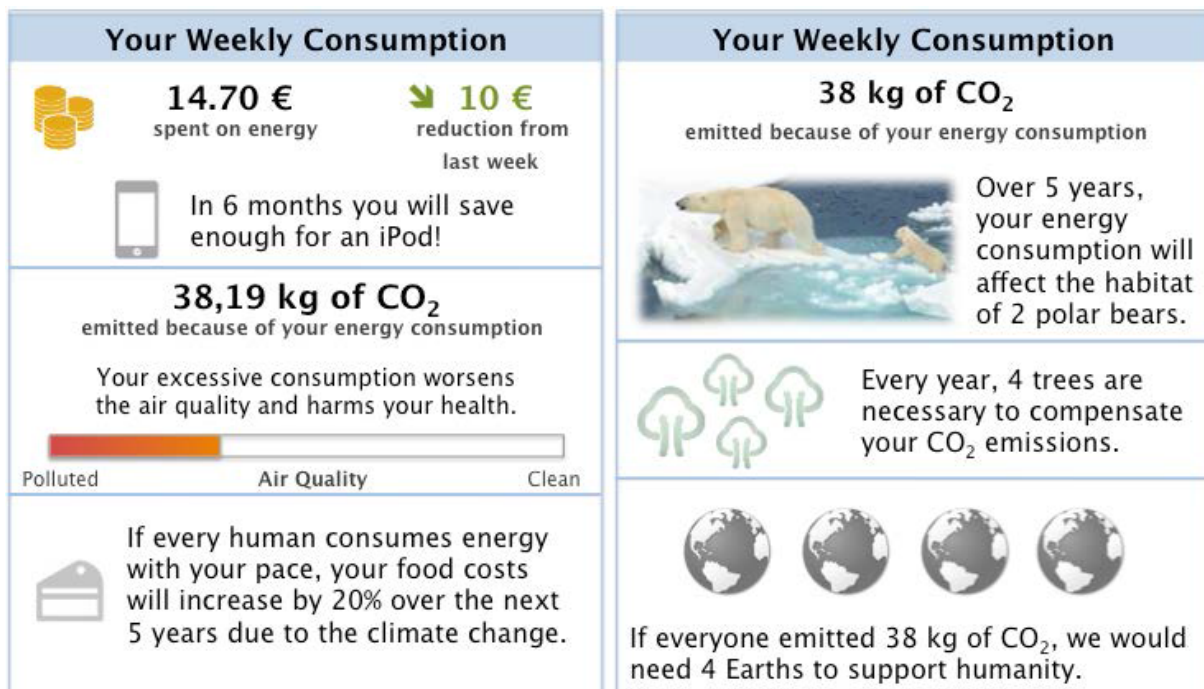 Your Weekly Consumption
14.70 €
spent on energy
10 €
reduction from
last week
In 6 months you will save
enough for an iPod!
38,19 kg of CO₂
emitted because of your energy consumption
Your excessive consumption worsens
the air quality and harms your health.
Polluted Air Quality Clean
If every human consumes energy
with your pace, your food costs
will increase by 20% over the next
5 years due to the climate change.
Your Weekly Consumption
38 kg of CO₂
emitted because of your energy consumption
Over 5 years,
your energy
consumption will
affect the habitat
of 2 polar bears.
Every year, 4 trees are
necessary to compensate
your CO₂ emissions.
If everyone emitted 38 kg of CO₂, we would
need 4 Earths to support humanity.